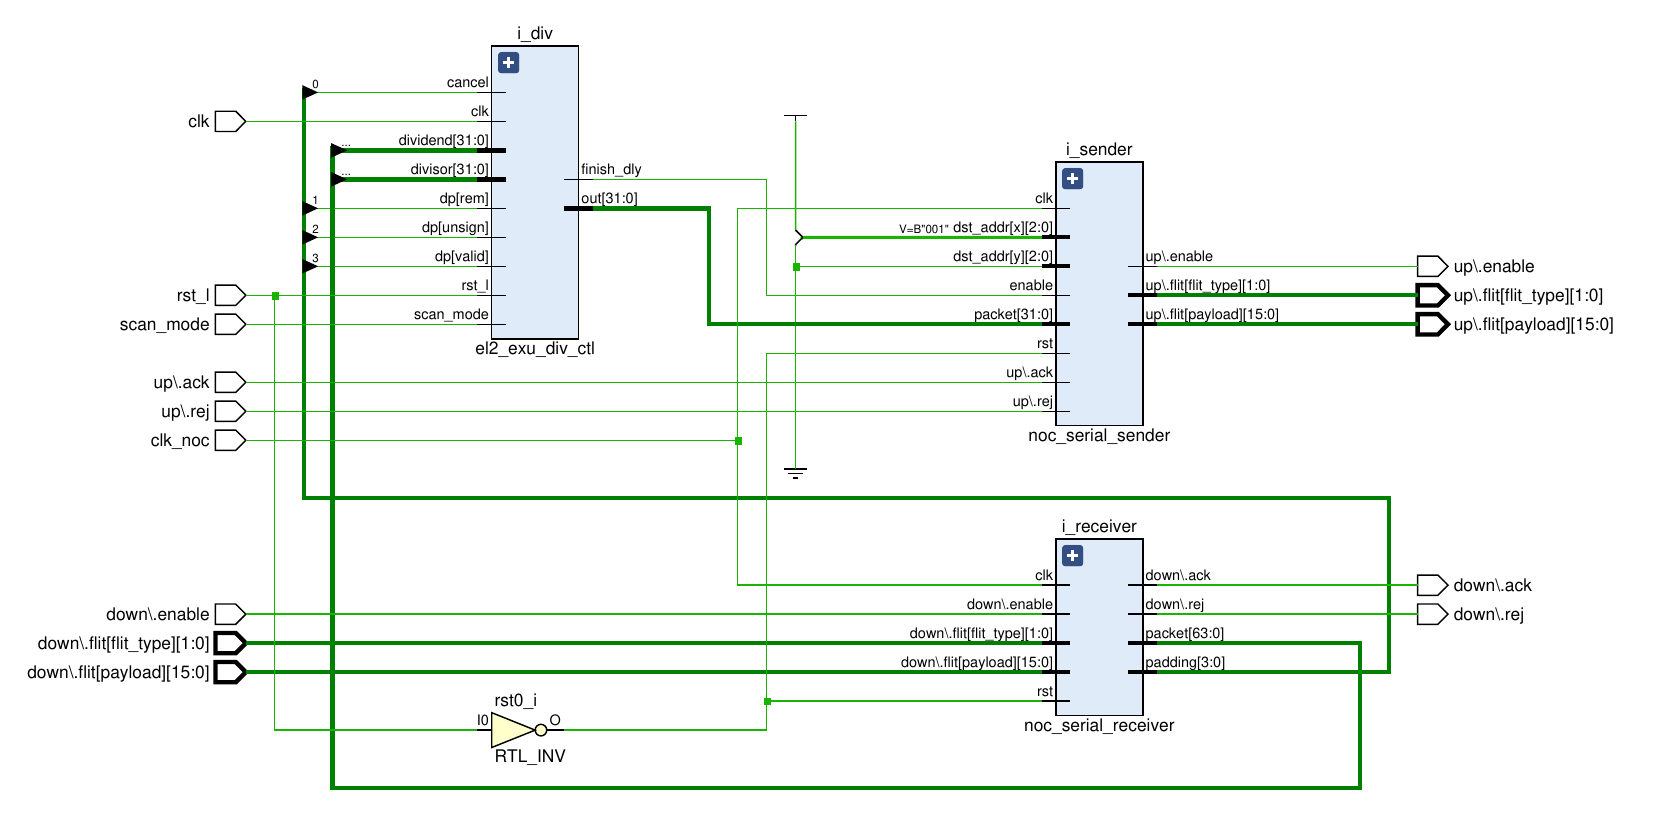 i_div
0
cancel
clk
clk
... dividend[31:0]
... divisor[31:0]
finish_dly
1
dp[rem]
out[31:0]
2
dp[unsign]
3
dp[valid]
rst_l
rst_l
scan_mode
scan_mode
el2_exu_div_ctl
up\.ack
up\.rej
clk_noc
i_sender
clk
V=B"001" dst_addr[x][2:0]
dst_addr[y][2:0]
enable
packet[31:0]
rst
up\.ack
up\.rej
up\.enable
up\.flit[flit_type][1:0]
up\.flit[payload][15:0]
noc_serial_sender
up\.enable
up\.flit[flit_type][1:0]
up\.flit[payload][15:0]
i_receiver
clk
down\.enable
down\.flit[flit_type][1:0]
down\.flit[payload][15:0]
rst
down\.ack
down\.rej
packet[63:0]
padding[3:0]
noc_serial_receiver
down\.ack
down\.rej
down\.enable
down\.flit[flit_type][1:0]
down\.flit[payload][15:0]
rst0_i
I0
O
RTL_INV